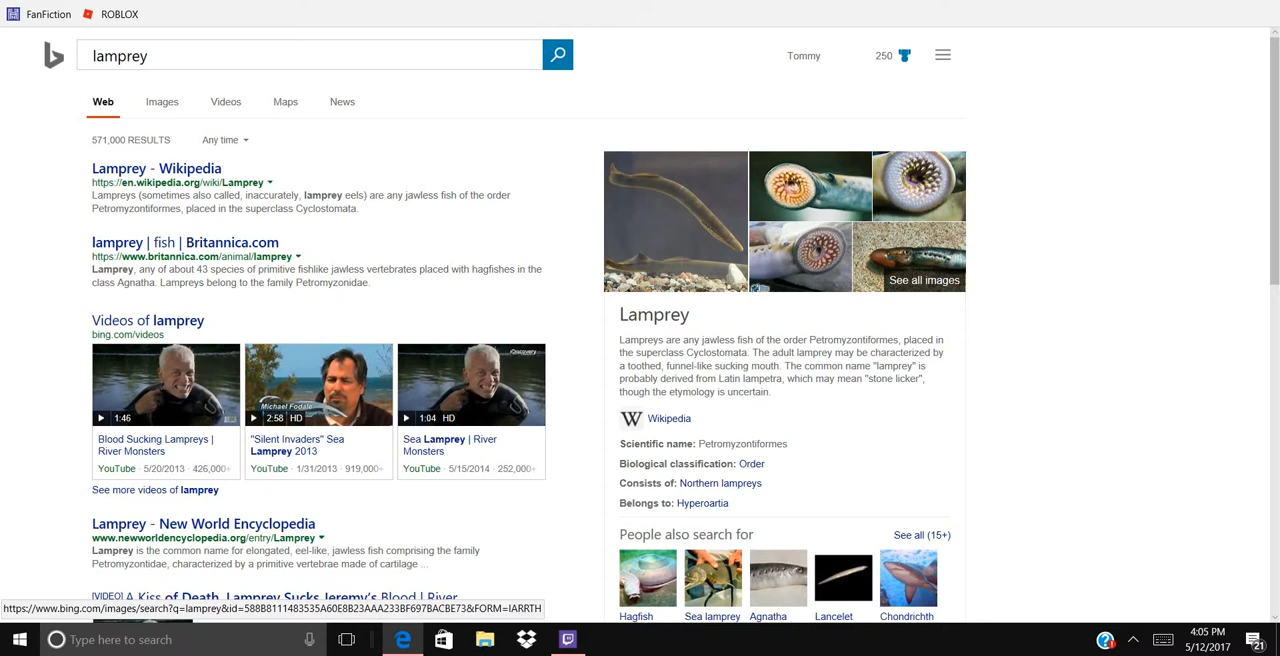 FanFiction ROBLOX
lamprey
Tommy 250
Web Images Videos Maps News
571,000 RESULTS Any time
Lamprey - Wikipedia
https://en.wikipedia.org/wiki/Lamprey
Lampreys (sometimes also called, inaccurately, lamprey eels) are any jawless fish of the order
Petromyzontiformes, placed in the superclass Cyclostomata.
lamprey | fish | Britannica.com
https://www.britannica.com/animal/lamprey
Lamprey, any of about 43 species of primitive fishlike jawless vertebrates placed with hagfishes in the
class Agnatha. Lampreys belong to the family Petromyzonidae.
Videos of lamprey
bing.com/videos
1:46
Michael Fodale
2:58 HD
Discovery
1:04 HD
Blood Sucking Lampreys |
River Monsters
YouTube · 5/20/2013 · 426,000+
"Silent Invaders" Sea
Lamprey 2013
YouTube · 1/31/2013 · 919,000+
Sea Lamprey | River
Monsters
YouTube · 5/15/2014 · 252,000+
See more videos of lamprey
Lamprey - New World Encyclopedia
www.newworldencyclopedia.org/entry/Lamprey
Lamprey is the common name for elongated, eel-like, jawless fish comprising the family
Petromyzontidae, characterized by a primitive vertebrae made of cartilage ...
[VIDEO] A Kiss of Death, Lamprey Sucks Jeremy's Blood | River
https://www.bing.com/images/search?q=lamprey&id=588B8111483535A60E8B23AAA233BF697BACBE73&FORM=IARRTH
See all images
Lamprey
Lampreys are any jawless fish of the order Petromyzontiformes, placed in
the superclass Cyclostomata. The adult lamprey may be characterized by
a toothed, funnel-like sucking mouth. The common name "lamprey" is
probably derived from Latin lampetra, which may mean "stone licker",
though the etymology is uncertain.
W Wikipedia
Scientific name: Petromyzontiformes
Biological classification: Order
Consists of: Northern lampreys
Belongs to: Hyperoartia
People also search for See all (15+)
Hagfish Sea lamprey Agnatha Lancelet Chondrichth
Type here to search
4:05 PM
5/12/2017
21